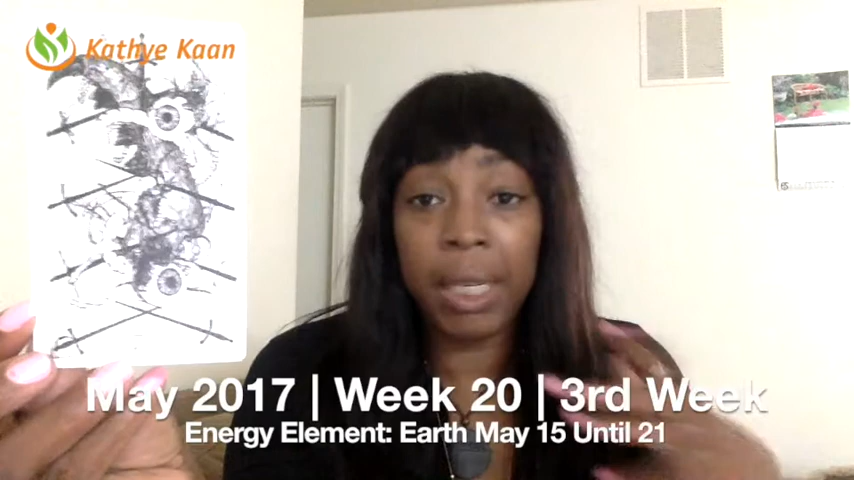 Kathye Kaan
May 2017 | Week 20 | 3rd Week
Energy Element: Earth May 15 Until 21